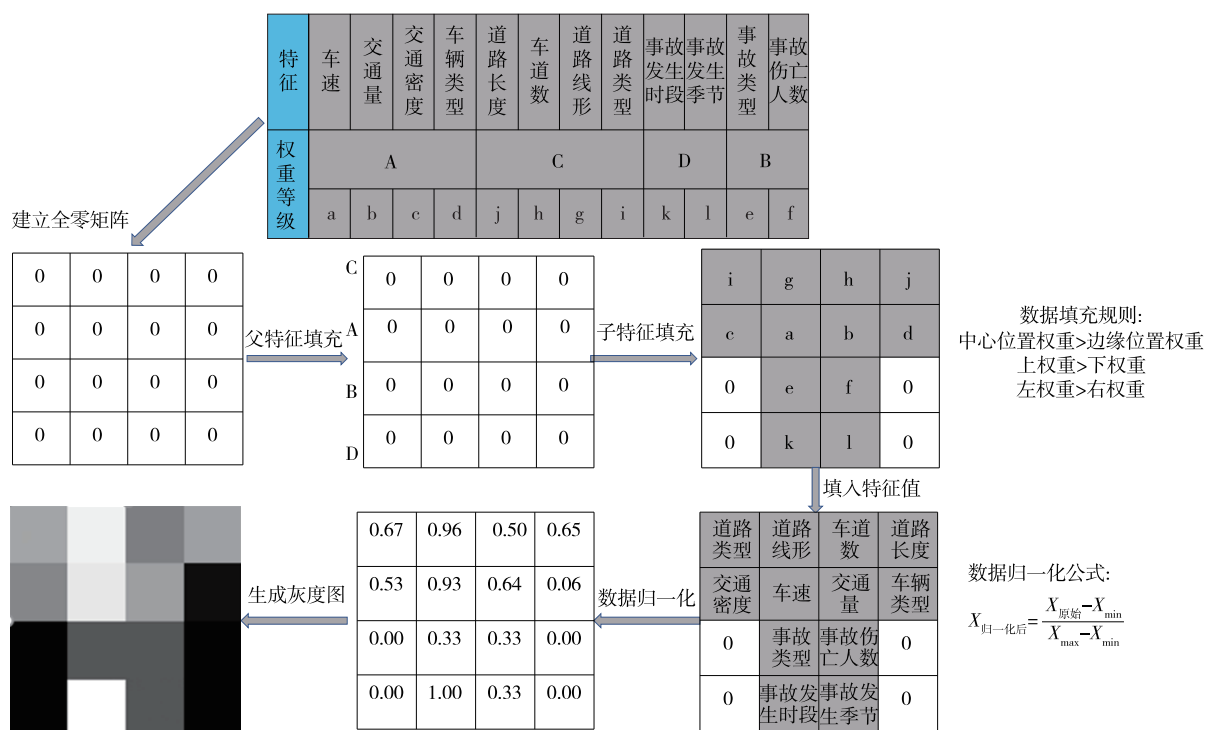 特征 车速 交通量 交通密度 车辆类型 道路长度 车道数 道路线形 道路类型 事故发生时段 事故发生季节 事故类型 事故伤亡人数
权重等级 A C D B
a b c d j h g i k l e f
建立全零矩阵
0 0 0 0
0 0 0 0
0 0 0 0
0 0 0 0
父特征填充
C 0 0 0 0
A 0 0 0 0
B 0 0 0 0
D 0 0 0 0
子特征填充
i g h j
c a b d
0 e f 0
0 k l 0
数据填充规则:
中心位置权重>边缘位置权重
上权重>下权重
左权重>右权重
填入特征值
道路类型 道路线形 车道数 道路长度
交通密度 车速 交通量 车辆类型
0 事故类型 事故伤亡人数 0
0 事故发生时段 事故发生季节 0
数据归一化公式:
X归一化后=(X原始-Xmin)/(Xmax-Xmin)
数据归一化
0.67 0.96 0.50 0.65
0.53 0.93 0.64 0.06
0.00 0.33 0.33 0.00
0.00 1.00 0.33 0.00
生成灰度图